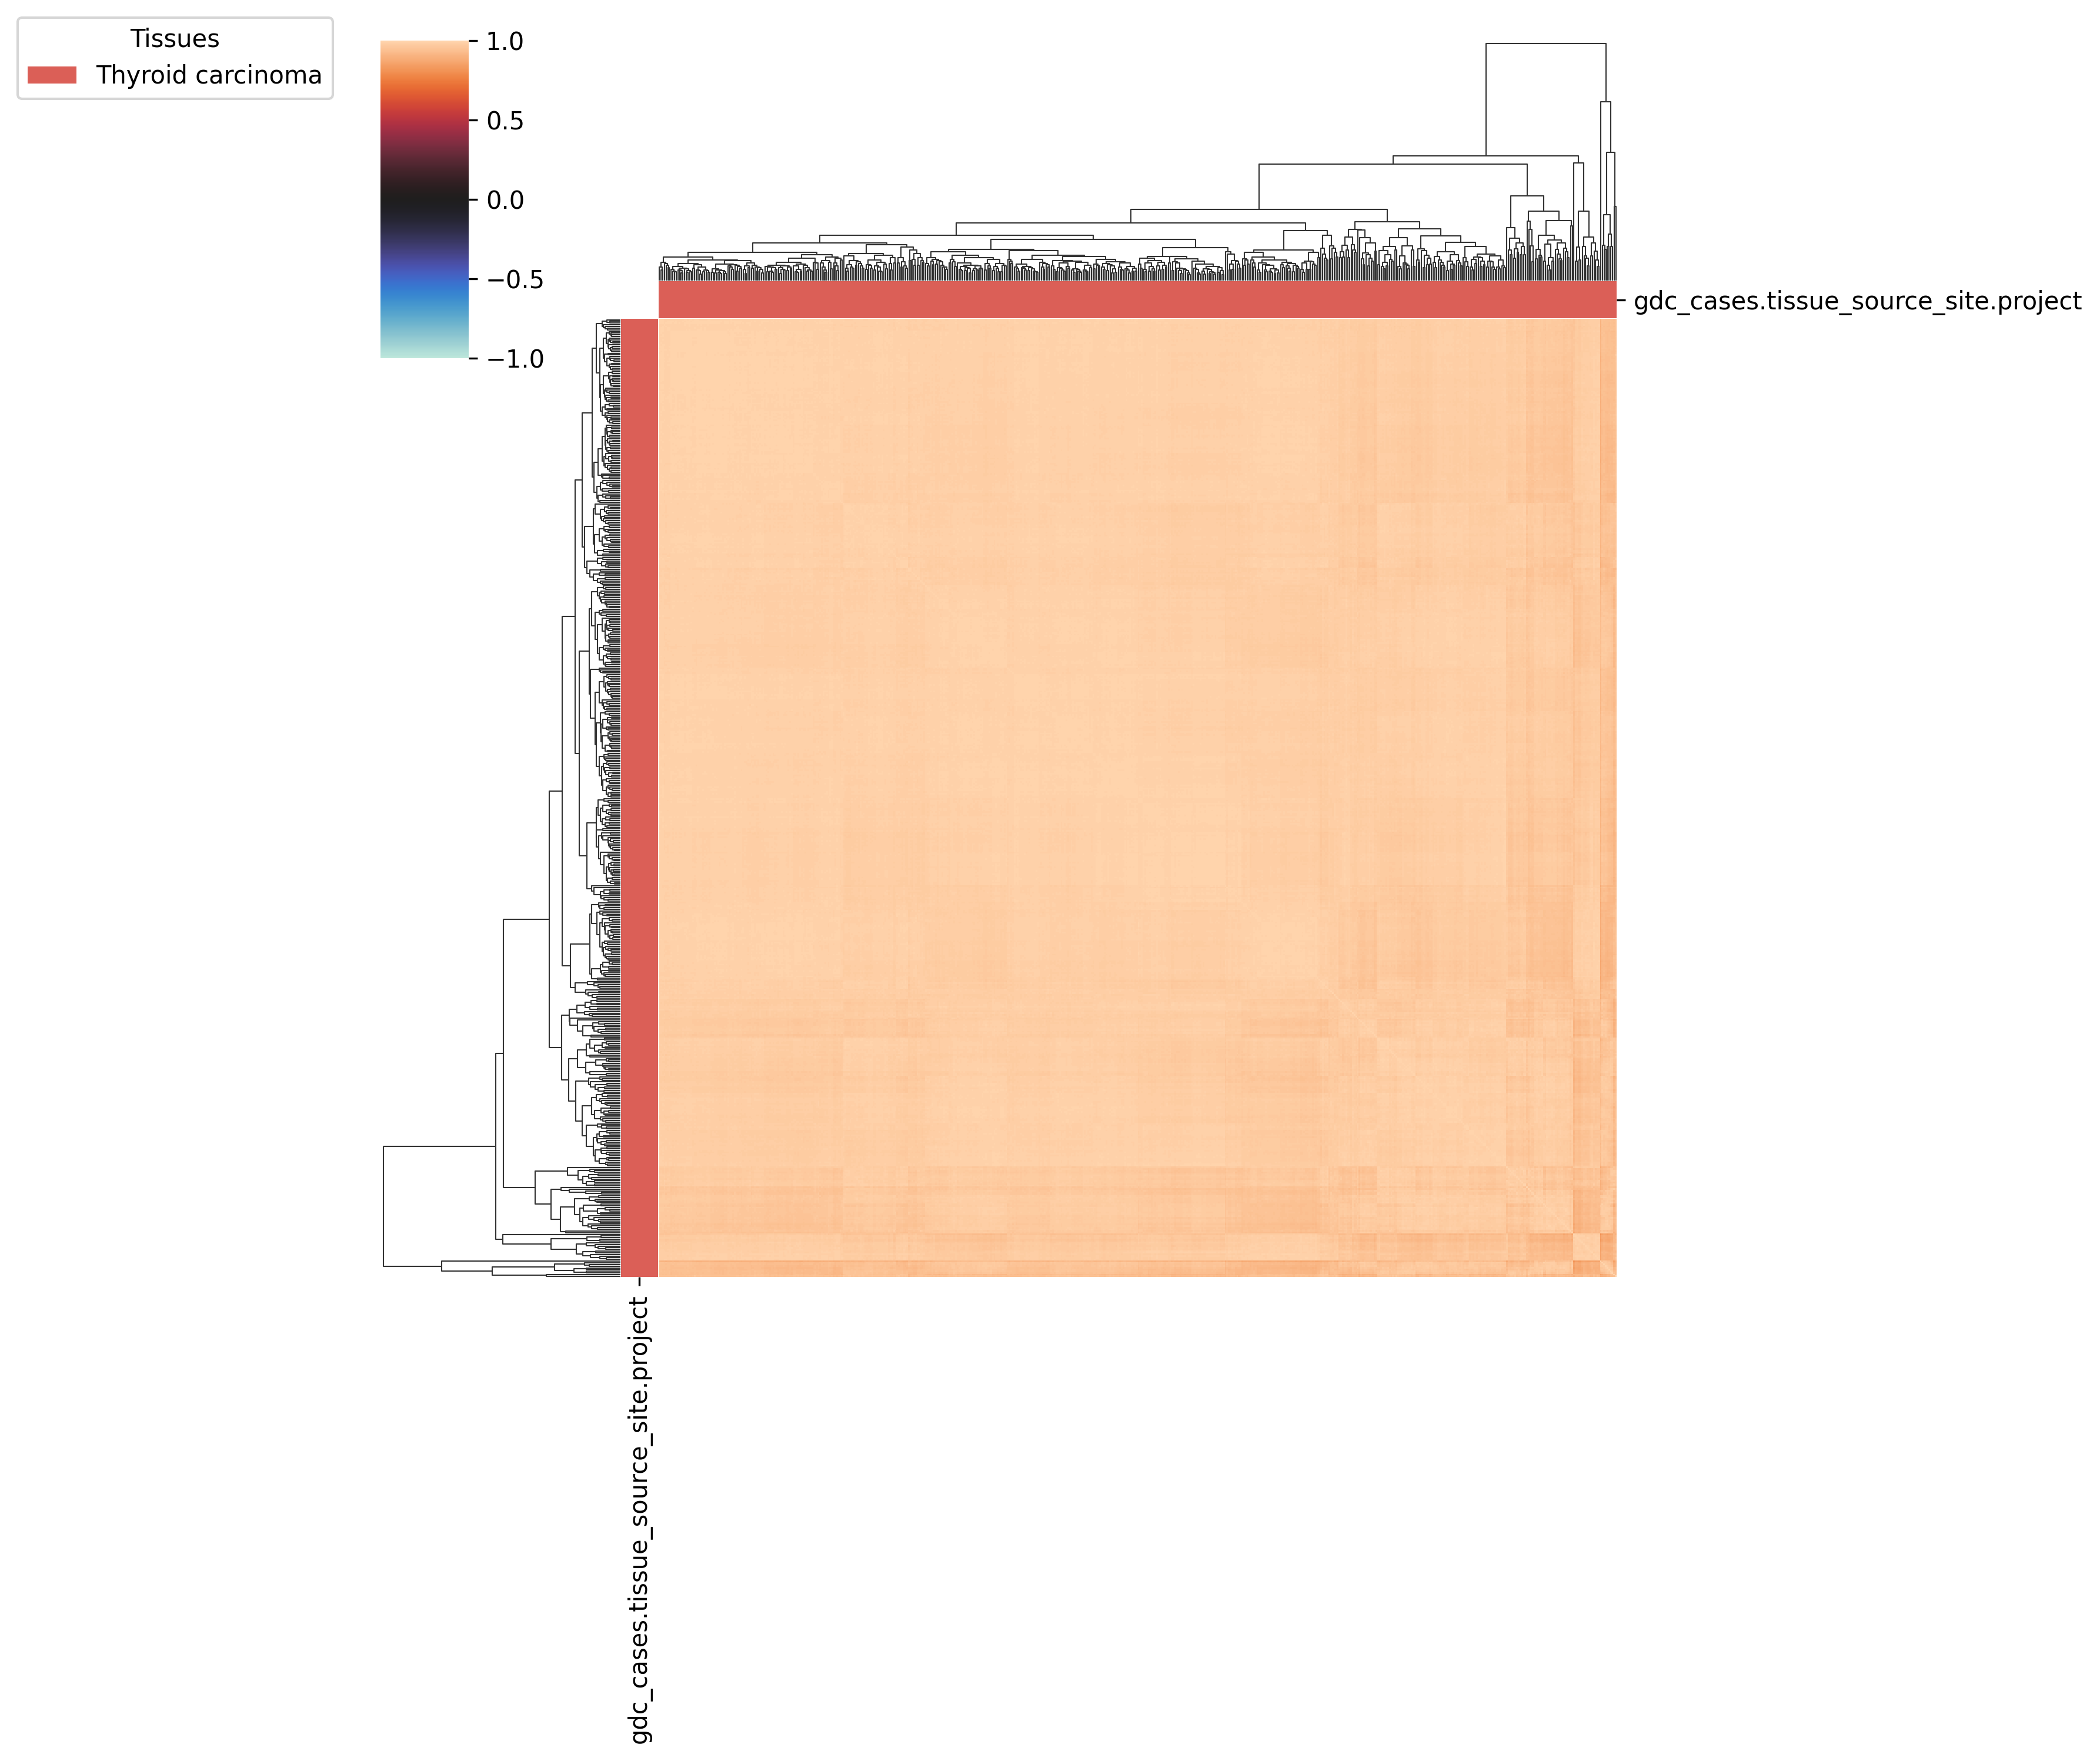 Tissues
Thyroid carcinoma
1.0
0.5
0.0
−0.5
−1.0
gdc_cases.tissue_source_site.project
gdc_cases.tissue_source_site.project